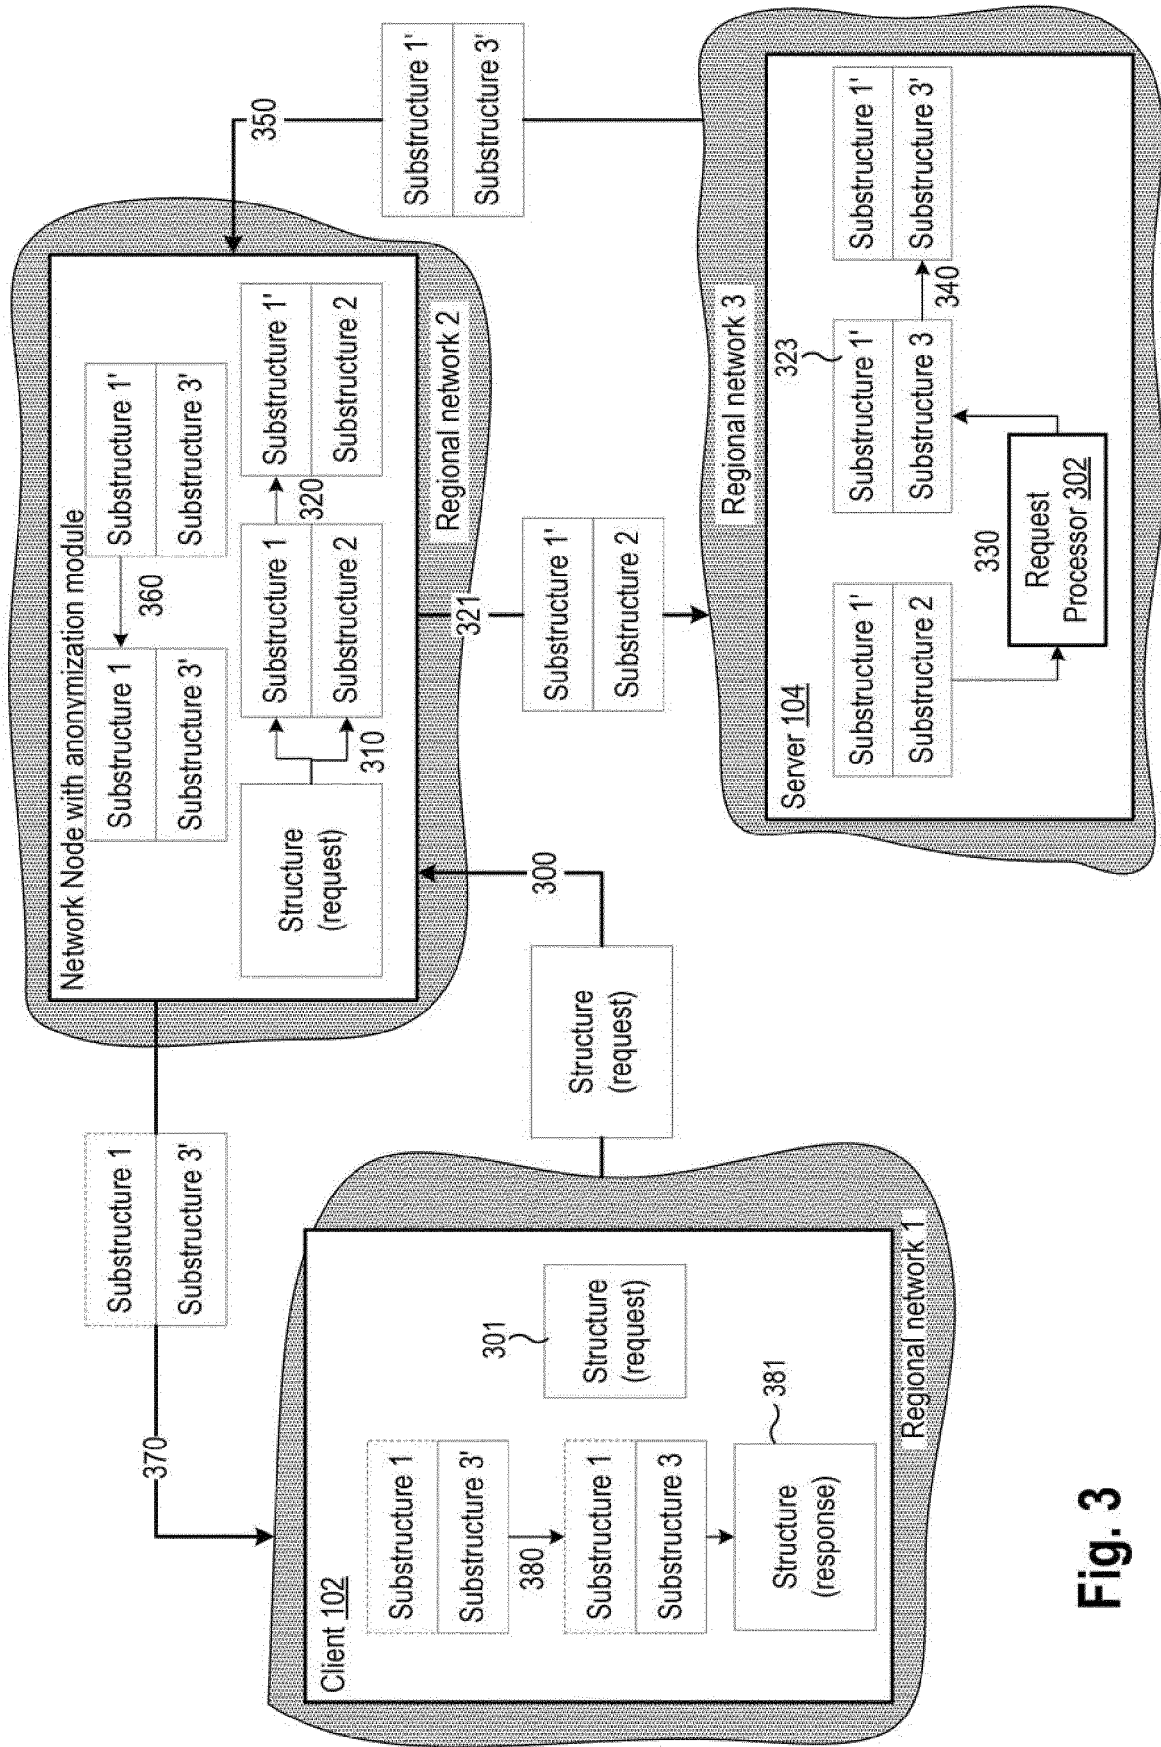 Network Node with anonymization module
Substructure 1
Substructure 3'
360
Substructure 1'
Substructure 3'
Structure
(request)
310
Substructure 1
Substructure 2
320
Substructure 1'
Substructure 2
Regional network 2
350
Substructure 1'
Substructure 3'
370
Substructure 1
Substructure 3'
300
Structure
(request)
321
Substructure 1'
Substructure 2
Client 102
Substructure 1
Substructure 3'
380
Substructure 1
Substructure 3
Structure
(response)
381
301
Structure
(request)
Regional network 1
Regional network 3
Server 104
Substructure 1'
Substructure 2
330
Request
Processor 302
323
Substructure 1'
Substructure 3
340
Substructure 1'
Substructure 3'
Fig. 3